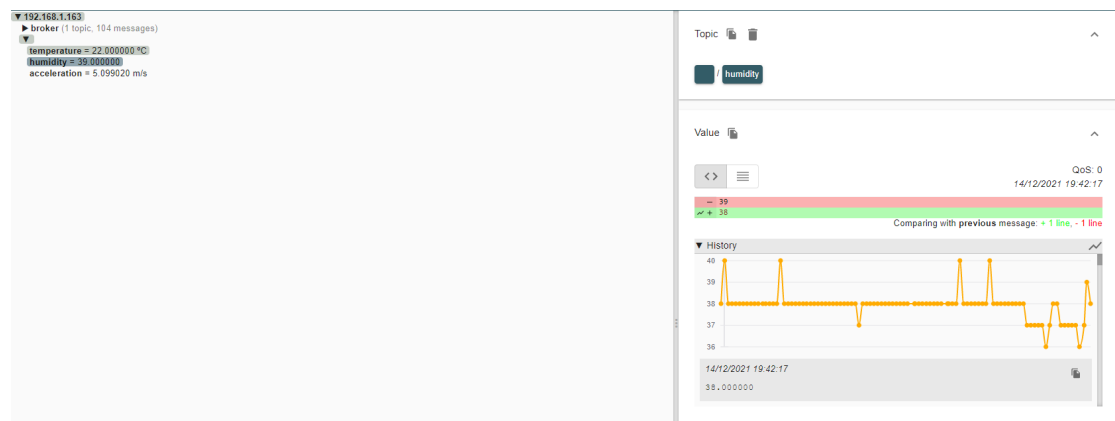 192.168.1.163
broker (1 topic, 104 messages)
temperature = 22.000000 ºC
humidity = 39.000000
acceleration = 5.099020 m/s
Topic
/ humidity
Value
QoS: 0
14/12/2021 19:42:17
- 39
+ 38
Comparing with previous message: + 1 line, - 1 line
History
40
39
38
37
36
14/12/2021 19:42:17
38.000000